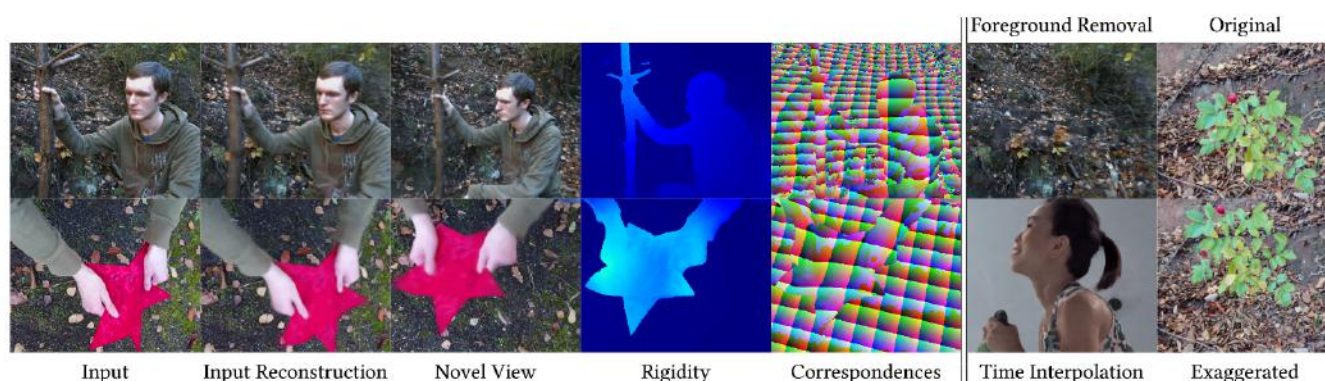 Foreground Removal Original
Input Input Reconstruction Novel View Rigidity Correspondences Time Interpolation Exaggerated